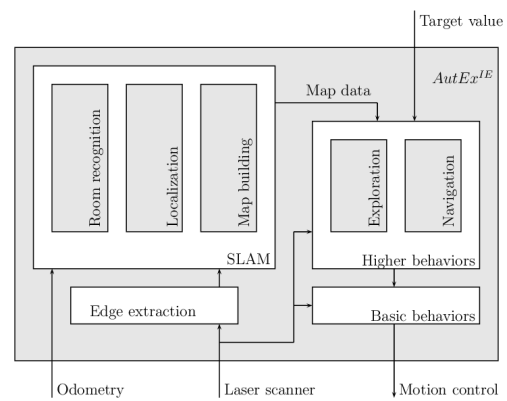 Target value
AutEx^IE
Map data
Room recognition
Localization
Map building
Exploration
Navigation
SLAM
Higher behaviors
Edge extraction
Basic behaviors
Odometry
Laser scanner
Motion control